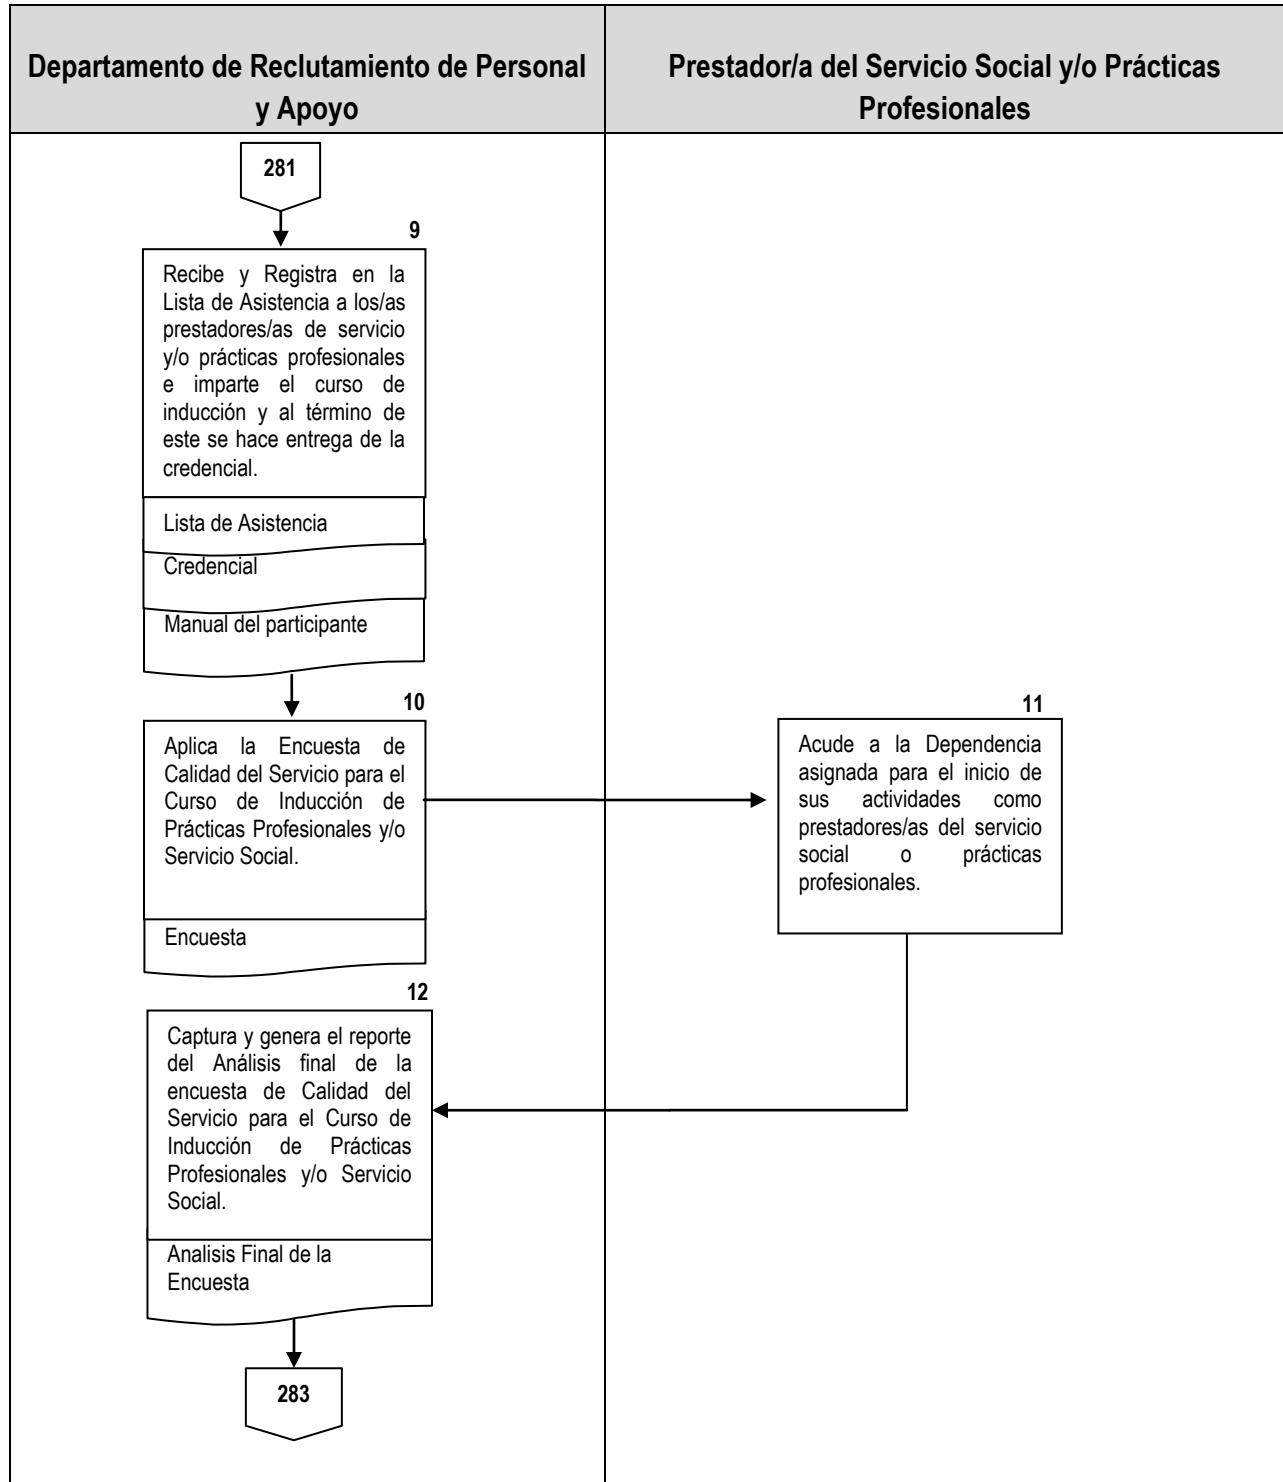 Departamento de Reclutamiento de Personal
y Apoyo
Prestador/a del Servicio Social y/o Prácticas
Profesionales
281
9
Recibe y Registra en la
Lista de Asistencia a los/as
prestadores/as de servicio
y/o prácticas profesionales
e imparte el curso de
inducción y al término de
este se hace entrega de la
credencial.
Lista de Asistencia
Credencial
Manual del participante
10
Aplica la Encuesta de
Calidad del Servicio para el
Curso de Inducción de
Prácticas Profesionales y/o
Servicio Social.
Encuesta
11
Acude a la Dependencia
asignada para el inicio de
sus actividades como
prestadores/as del servicio
social o prácticas
profesionales.
12
Captura y genera el reporte
del Análisis final de la
encuesta de Calidad del
Servicio para el Curso de
Inducción de Prácticas
Profesionales y/o Servicio
Social.
Analisis Final de la
Encuesta
283